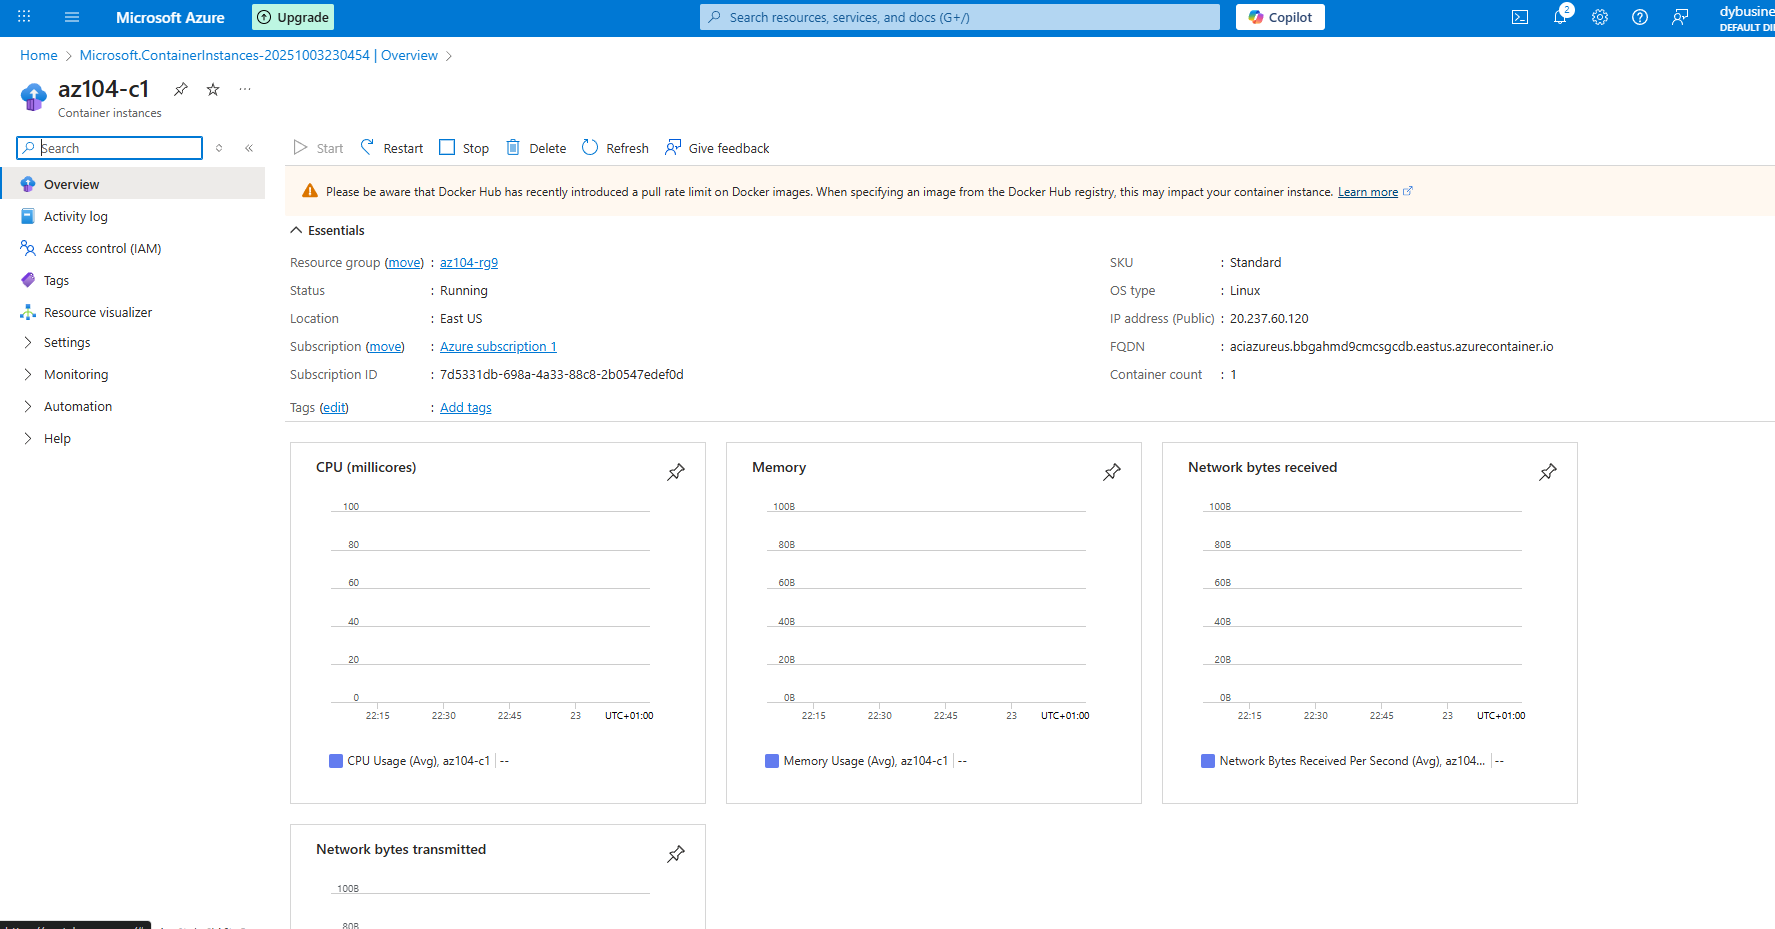 Microsoft Azure
Upgrade
Search resources, services, and docs (G+/)
Copilot
2
dybusine
DEFAULT DI
Home > Microsoft.ContainerInstances-20251003230454 | Overview >
az104-c1
Container instances
Search
Overview
Activity log
Access control (IAM)
Tags
Resource visualizer
Settings
Monitoring
Automation
Help
Start Restart Stop Delete Refresh Give feedback
Please be aware that Docker Hub has recently introduced a pull rate limit on Docker images. When specifying an image from the Docker Hub registry, this may impact your container instance. Learn more
Essentials
Resource group (move) : az104-rg9
Status : Running
Location : East US
Subscription (move) : Azure subscription 1
Subscription ID : 7d5331db-698a-4a33-88c8-2b0547edef0d
Tags (edit) : Add tags
SKU : Standard
OS type : Linux
IP address (Public) : 20.237.60.120
FQDN : aciazureus.bbgahmd9cmcsgcdb.eastus.azurecontainer.io
Container count : 1
CPU (millicores)
100
80
60
40
20
0
22:15 22:30 22:45 23 UTC+01:00
CPU Usage (Avg), az104-c1 | --
Memory
100B
80B
60B
40B
20B
0B
22:15 22:30 22:45 23 UTC+01:00
Memory Usage (Avg), az104-c1 | --
Network bytes received
100B
80B
60B
40B
20B
0B
22:15 22:30 22:45 23 UTC+01:00
Network Bytes Received Per Second (Avg), az104... | --
Network bytes transmitted
100B
80B